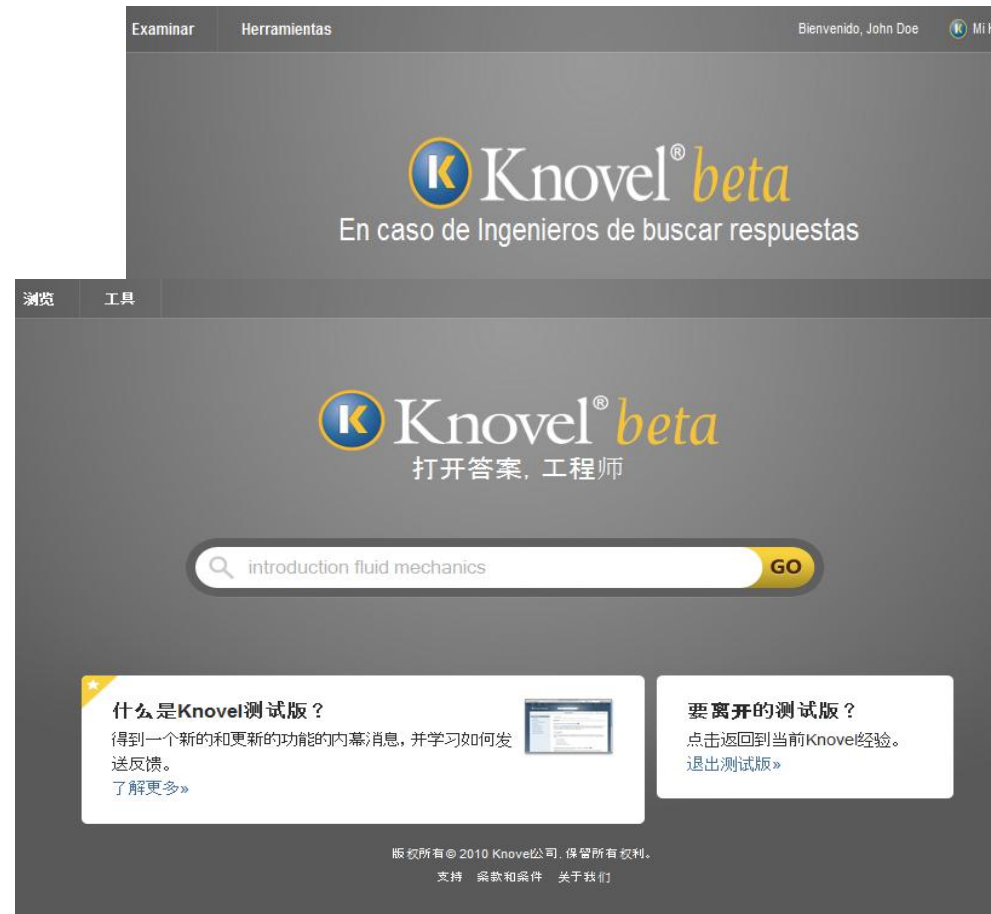 Examinar Herramientas Bienvenido, John Doe K Mi
K Knovel® beta
En caso de Ingenieros de buscar respuestas
浏览 工具
K Knovel® beta
打开答案, 工程师
introduction fluid mechanics GO
什么是Knovel测试版？
得到一个新的和更新的功能的内幕消息, 并学习如何发
送反馈。
了解更多»
要离开的测试版？
点击返回到当前Knovel经验。
退出测试版»
版权所有© 2010 Knovel公司. 保留所有权利。
支持 条款和条件 关于我们